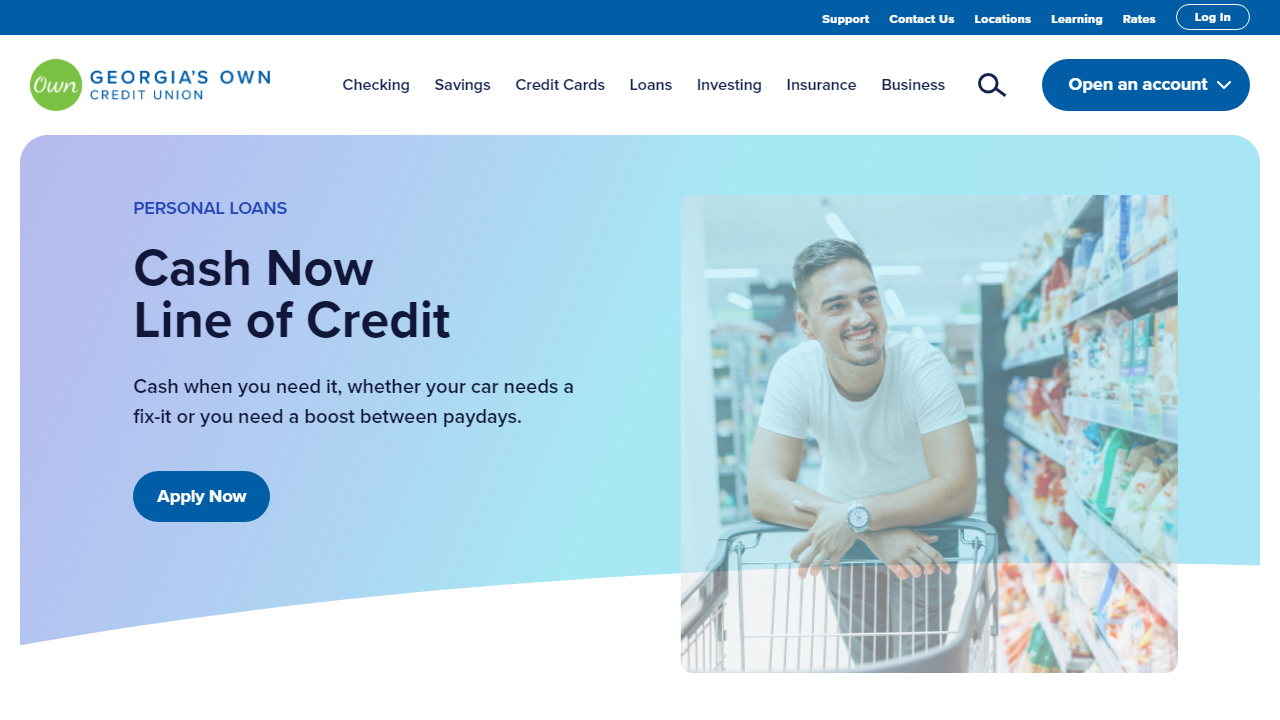 Support Contact Us Locations Learning Rates Log In
Own GEORGIA'S OWN
CREDIT UNION
Checking Savings Credit Cards Loans Investing Insurance Business Open an account
PERSONAL LOANS
Cash Now
Line of Credit
Cash when you need it, whether your car needs a
fix-it or you need a boost between paydays.
Apply Now